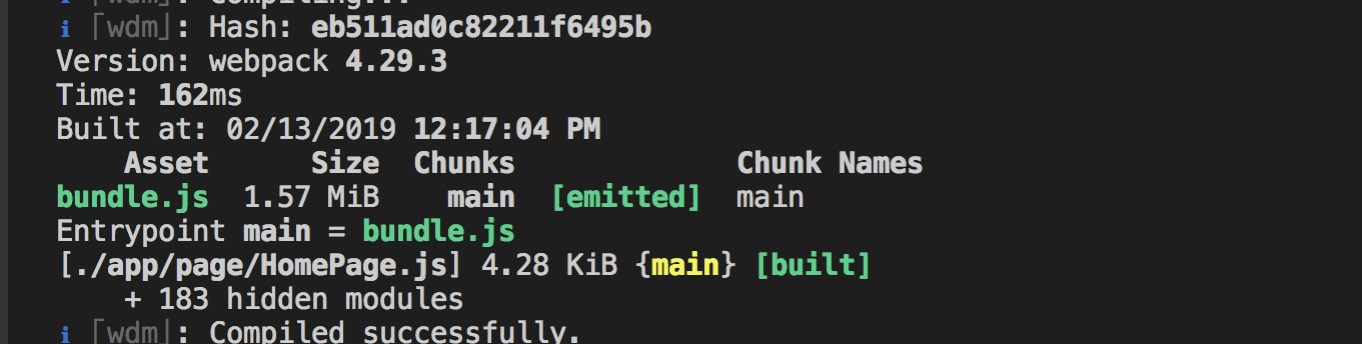 ℹ ｢wdm｣: Compiling...
ℹ ｢wdm｣: Hash: eb511ad0c82211f6495b
Version: webpack 4.29.3
Time: 162ms
Built at: 02/13/2019 12:17:04 PM
    Asset      Size  Chunks             Chunk Names
bundle.js  1.57 MiB    main  [emitted]  main
Entrypoint main = bundle.js
[./app/page/HomePage.js] 4.28 KiB {main} [built]
    + 183 hidden modules
ℹ ｢wdm｣: Compiled successfully.